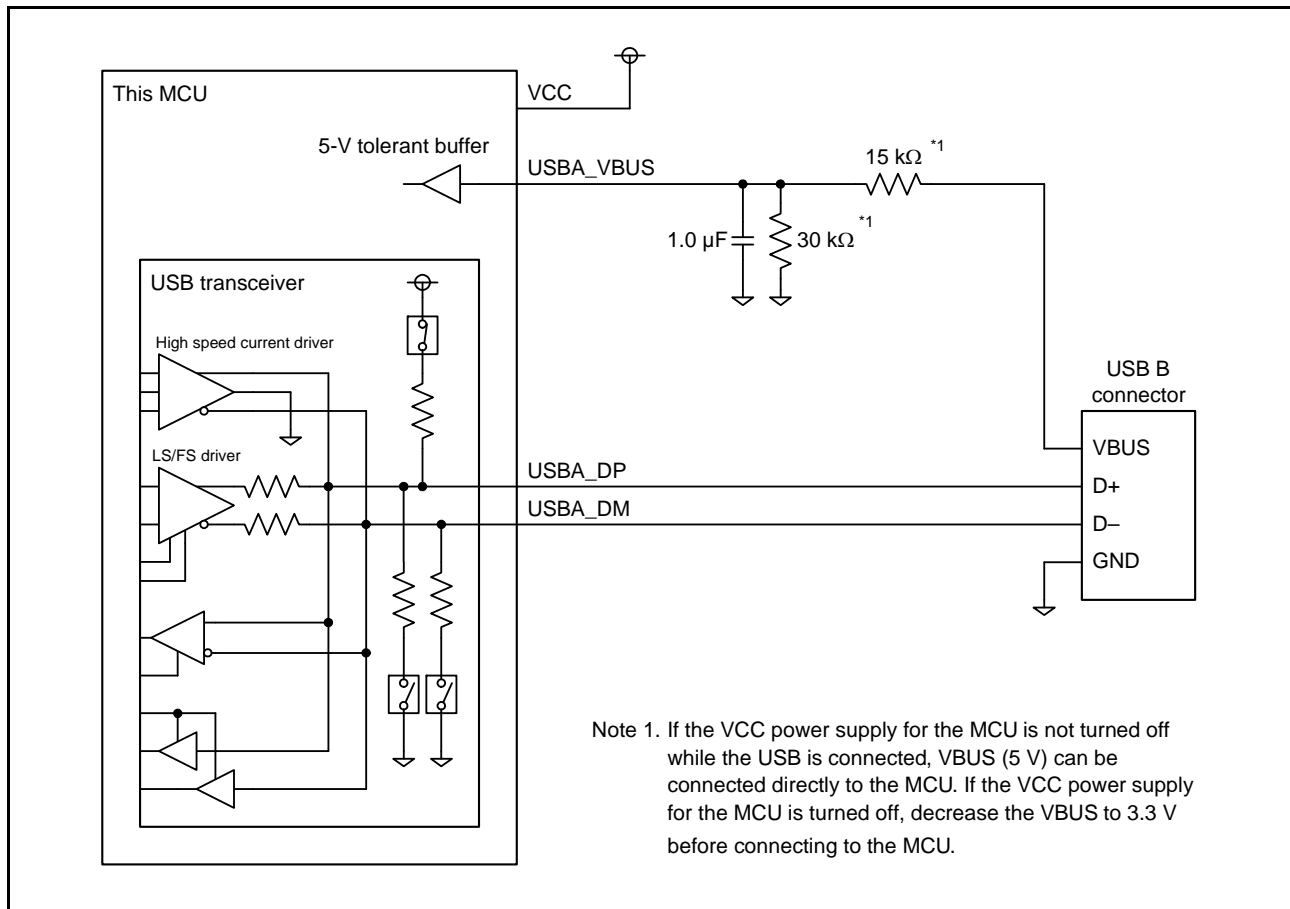 This MCU
VCC
5-V tolerant buffer
USBA_VBUS
15 kΩ *1
1.0 µF
30 kΩ *1
USB transceiver
High speed current driver
USB B
connector
VBUS
LS/FS driver
USBA_DP
D+
USBA_DM
D–
GND
Note 1. If the VCC power supply for the MCU is not turned off
while the USB is connected, VBUS (5 V) can be
connected directly to the MCU. If the VCC power supply
for the MCU is turned off, decrease the VBUS to 3.3 V
before connecting to the MCU.